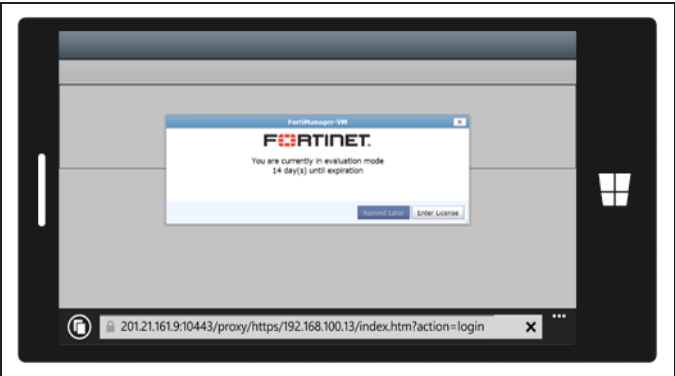 FortiManager-VM
FORTINET.
You are currently in evaluation mode
14 day(s) until expiration
Remind Later Enter License
201.21.161.9:10443/proxy/https/192.168.100.13/index.htm?action=login